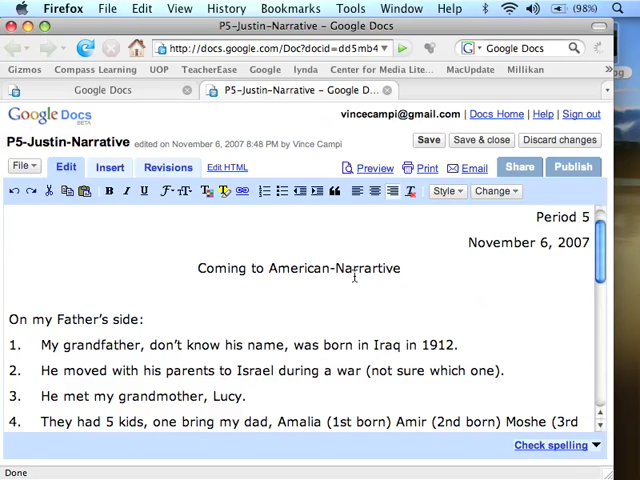 Firefox File Edit View History Bookmarks Tools Window Help (98%)
P5-Justin-Narrative - Google Docs
http://docs.google.com/Doc?docid=dd5mb4 Google Docs
Gizmos Compass Learning UOP TeacherEase Google lynda Center for Media Lite... MacUpdate Millikan
Google Docs P5-Justin-Narrative - Google D...
Google Docs BETA vincecampi@gmail.com | Docs Home | Help | Sign out
P5-Justin-Narrative edited on November 6, 2007 8:48 PM by Vince Campi Save Save & close Discard changes
File Edit Insert Revisions Edit HTML Preview Print Email Share Publish
Style Change
Period 5
November 6, 2007
Coming to American-Narrartive
On my Father's side:
1. My grandfather, don't know his name, was born in Iraq in 1912.
2. He moved with his parents to Israel during a war (not sure which one).
3. He met my grandmother, Lucy.
4. They had 5 kids, one bring my dad, Amalia (1st born) Amir (2nd born) Moshe (3rd
Check spelling
Done